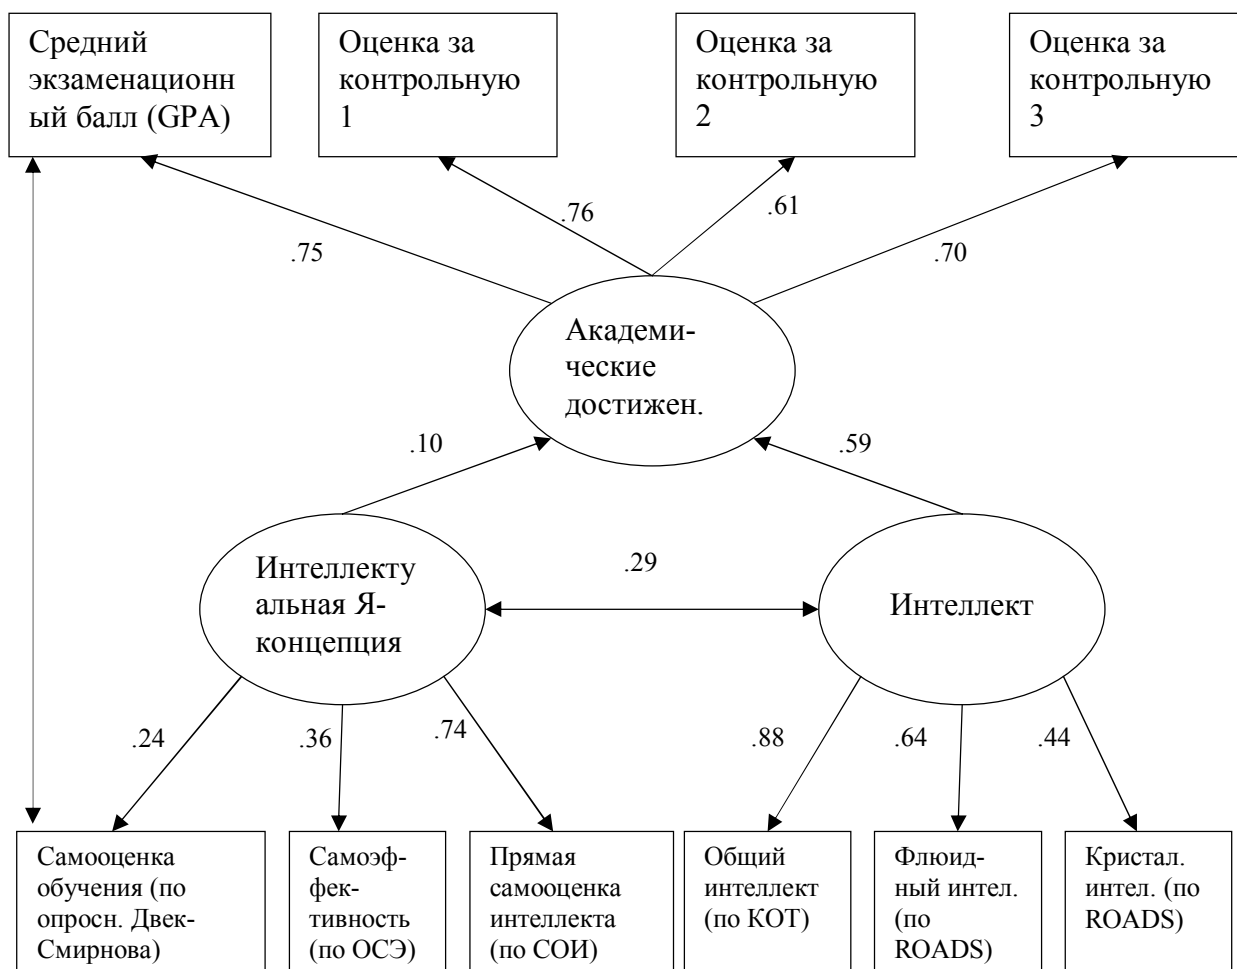 Средний
экзаменационн
ый балл (GPA)
Оценка за
контрольную
1
Оценка за
контрольную
2
Оценка за
контрольную
3
.76
.61
.75
.70
Академи-
ческие
достижен.
.10
.59
Интеллекту
альная Я-
концепция
.29
Интеллект
.24
.36
.74
.88
.64
.44
Самооценка
обучения (по
опросн. Двек-
Смирнова)
Самоэф-
фек-
тивность
(по ОСЭ)
Прямая
самооценка
интеллекта
(по СОИ)
Общий
интеллект
(по КОТ)
Флюид-
ный интел.
(по
ROADS)
Кристал.
интел. (по
ROADS)